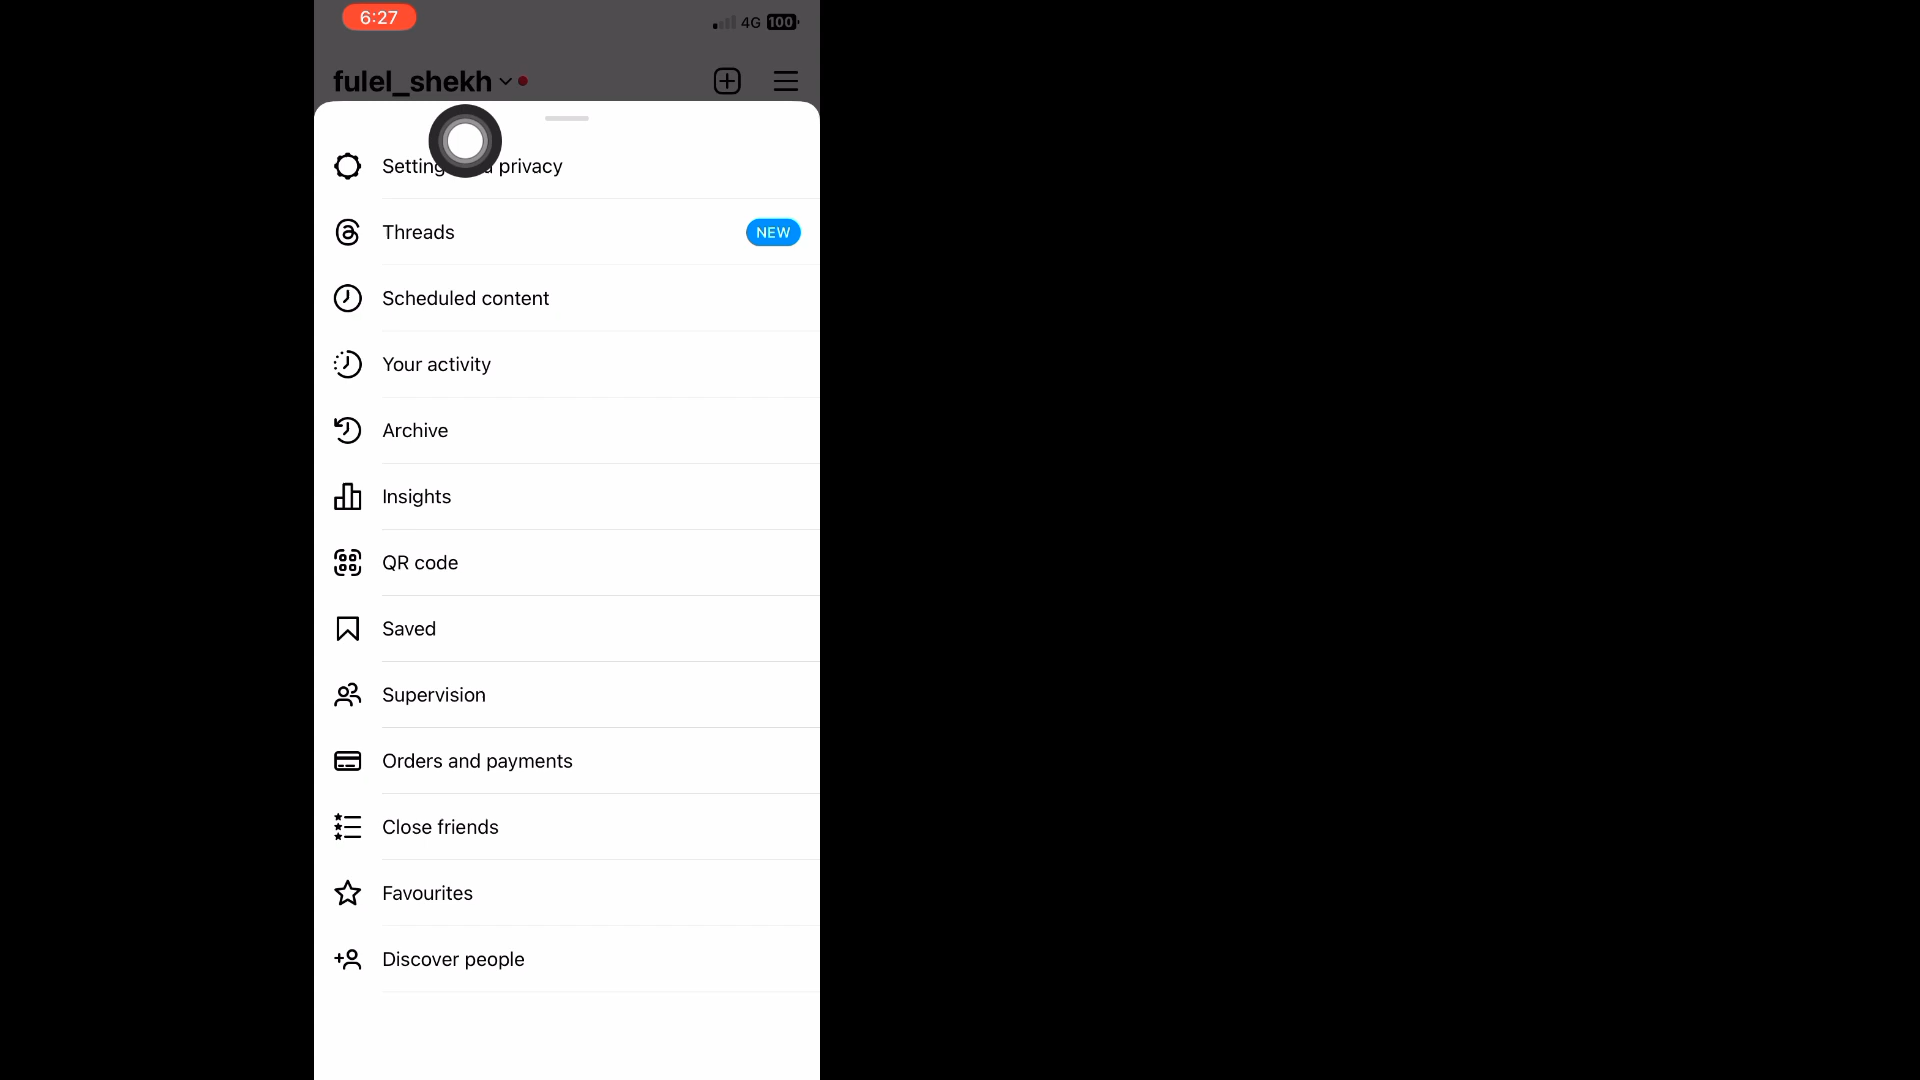 6:27
4G 100
fulel_shekh
Setting privacy
Threads NEW
Scheduled content
Your activity
Archive
Insights
QR code
Saved
Supervision
Orders and payments
Close friends
Favourites
Discover people